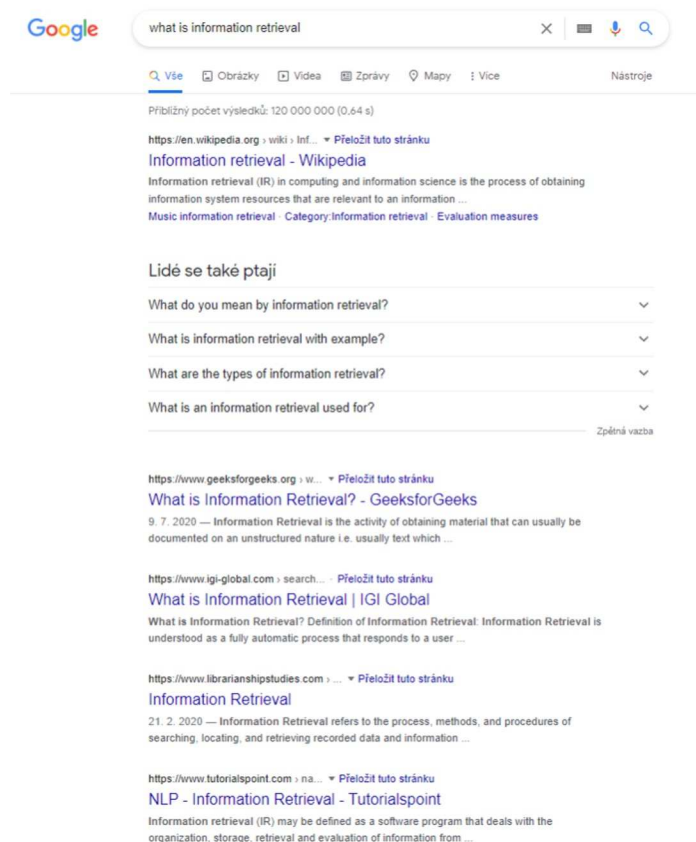 Google
what is information retrieval
Vše Obrázky Videa Zprávy Mapy Více Nástroje
Přibližný počet výsledků: 120 000 000 (0,64 s)
https://en.wikipedia.org › wiki › Inf... ▾ Přeložit tuto stránku
Information retrieval - Wikipedia
Information retrieval (IR) in computing and information science is the process of obtaining
information system resources that are relevant to an information ...
Music information retrieval · Category:Information retrieval · Evaluation measures
Lidé se také ptají
What do you mean by information retrieval?
What is information retrieval with example?
What are the types of information retrieval?
What is an information retrieval used for?
Zpětná vazba
https://www.geeksforgeeks.org › w... ▾ Přeložit tuto stránku
What is Information Retrieval? - GeeksforGeeks
9. 7. 2020 — Information Retrieval is the activity of obtaining material that can usually be
documented on an unstructured nature i.e. usually text which ...
https://www.igi-global.com › search... · Přeložit tuto stránku
What is Information Retrieval | IGI Global
What is Information Retrieval? Definition of Information Retrieval: Information Retrieval is
understood as a fully automatic process that responds to a user ...
https://www.librarianshipstudies.com › ... ▾ Přeložit tuto stránku
Information Retrieval
21. 2. 2020 — Information Retrieval refers to the process, methods, and procedures of
searching, locating, and retrieving recorded data and information ...
https://www.tutorialspoint.com › na... ▾ Přeložit tuto stránku
NLP - Information Retrieval - Tutorialspoint
Information retrieval (IR) may be defined as a software program that deals with the
organization, storage, retrieval and evaluation of information from ...